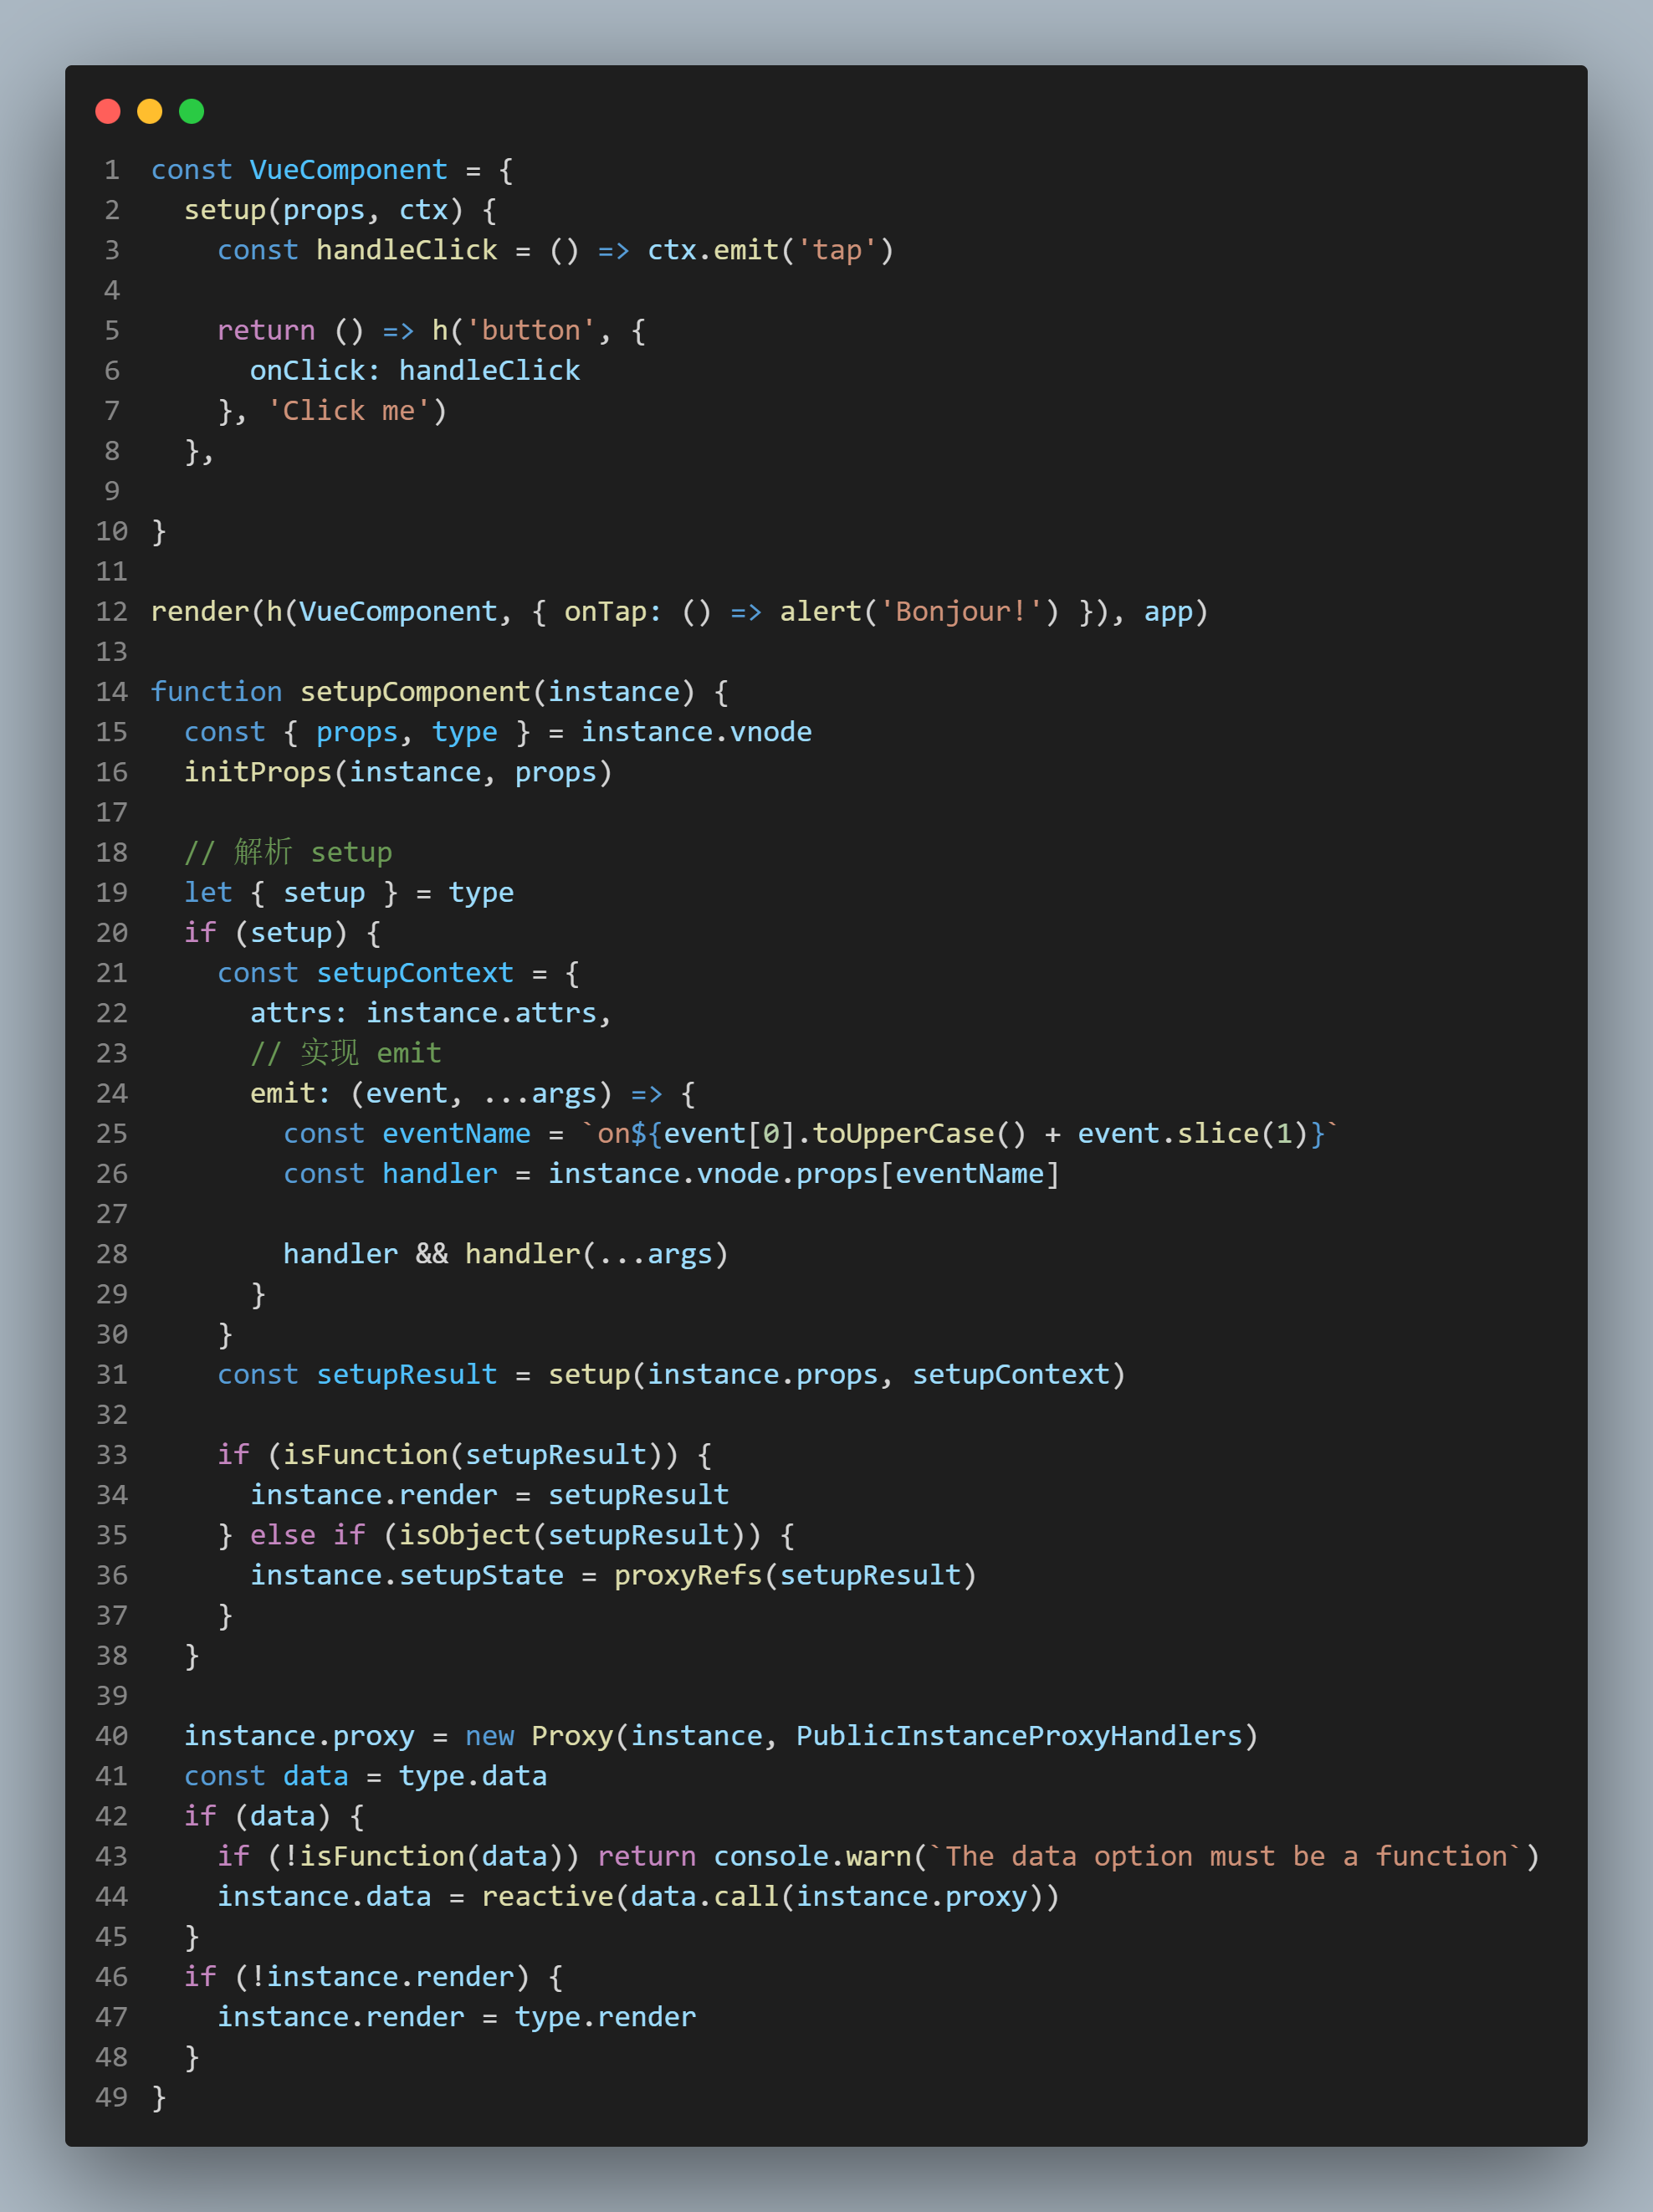 1 const VueComponent = {
2   setup(props, ctx) {
3     const handleClick = () => ctx.emit('tap')
4
5     return () => h('button', {
6       onClick: handleClick
7     }, 'Click me')
8   },
9
10 }
11
12 render(h(VueComponent, { onTap: () => alert('Bonjour!') }), app)
13
14 function setupComponent(instance) {
15   const { props, type } = instance.vnode
16   initProps(instance, props)
17
18   // 解析 setup
19   let { setup } = type
20   if (setup) {
21     const setupContext = {
22       attrs: instance.attrs,
23       // 实现 emit
24       emit: (event, ...args) => {
25         const eventName = `on${event[0].toUpperCase() + event.slice(1)}`
26         const handler = instance.vnode.props[eventName]
27
28         handler && handler(...args)
29       }
30     }
31     const setupResult = setup(instance.props, setupContext)
32
33     if (isFunction(setupResult)) {
34       instance.render = setupResult
35     } else if (isObject(setupResult)) {
36       instance.setupState = proxyRefs(setupResult)
37     }
38   }
39
40   instance.proxy = new Proxy(instance, PublicInstanceProxyHandlers)
41   const data = type.data
42   if (data) {
43     if (!isFunction(data)) return console.warn(`The data option must be a function`)
44     instance.data = reactive(data.call(instance.proxy))
45   }
46   if (!instance.render) {
47     instance.render = type.render
48   }
49 }